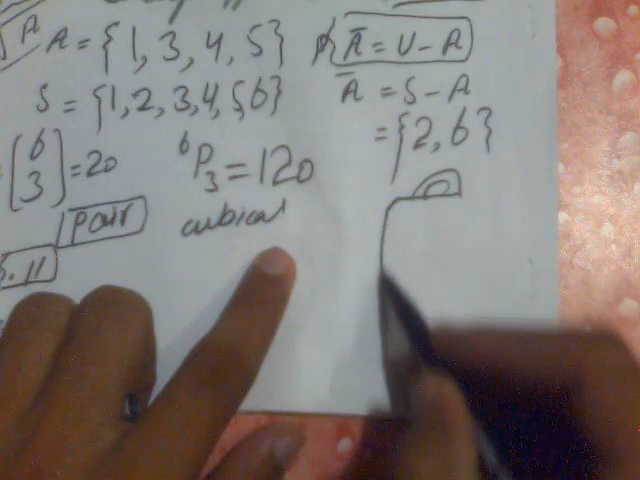 A = {1, 3, 4, 5}
Ā = U - A
S = {1, 2, 3, 4, 5, 6}
Ā = S - A
= {2, 6}
= (6 3) = 20
⁶P₃ = 120
Pair
cubical